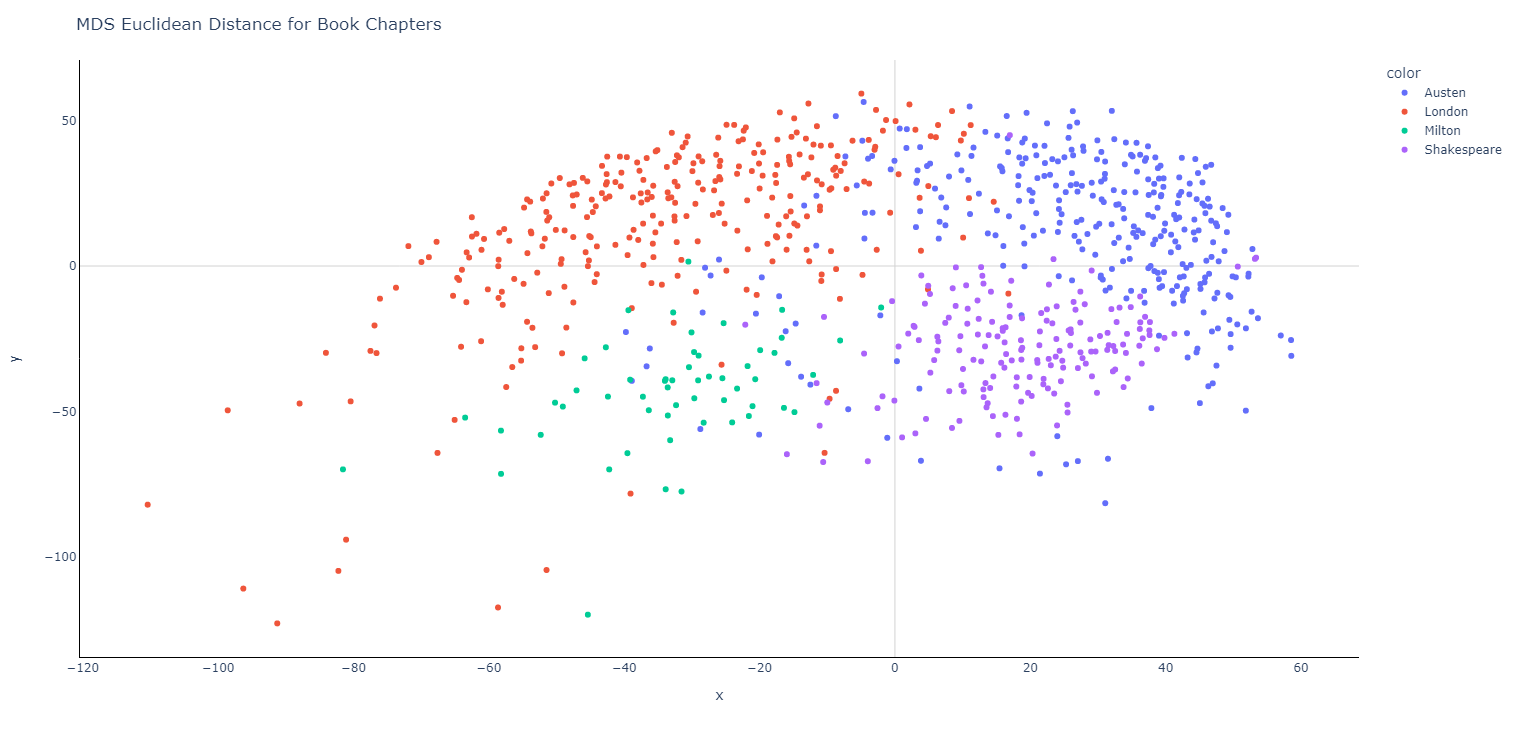 MDS Euclidean Distance for Book Chapters
color
Austen
London
Milton
Shakespeare
50
0
−50
−100
y
−120 −100 −80 −60 −40 −20 0 20 40 60
x